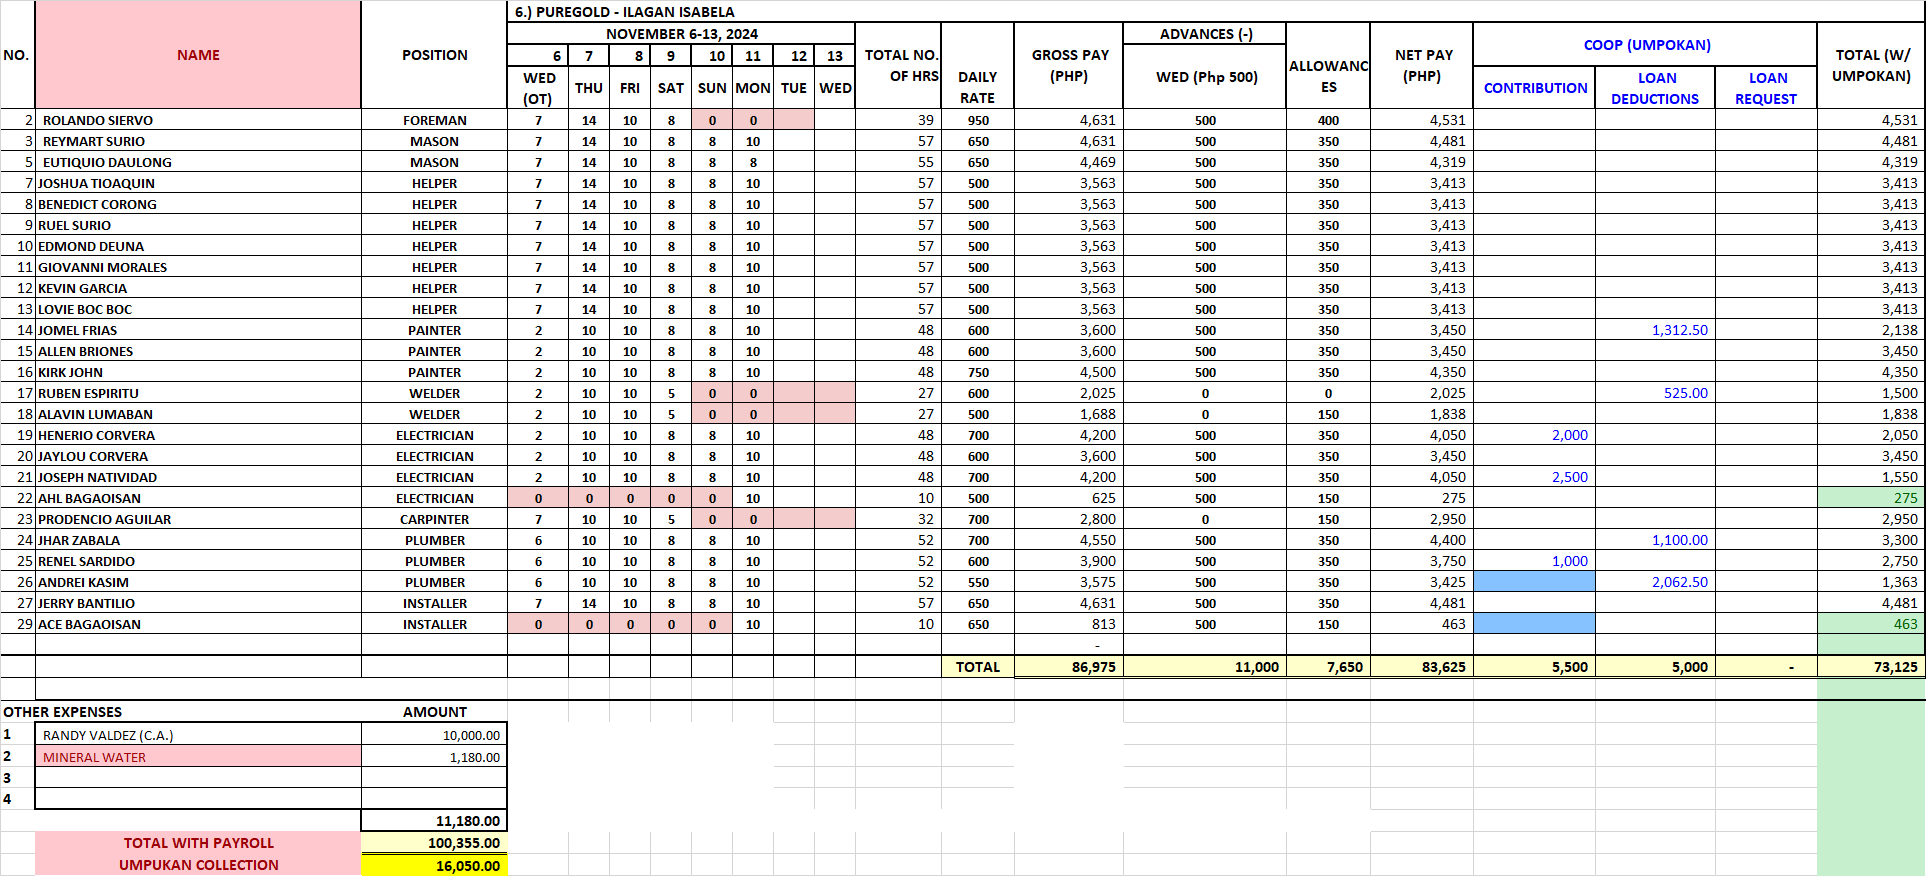 6.) PUREGOLD - ILAGAN ISABELA
NO. NAME POSITION NOVEMBER 6-13, 2024 TOTAL NO. OF HRS DAILY RATE GROSS PAY (PHP) ADVANCES (-) ALLOWANCES NET PAY (PHP) COOP (UMPOKAN) TOTAL (W/ UMPOKAN)
6 7 8 9 10 11 12 13 WED (Php 500) CONTRIBUTION LOAN DEDUCTIONS LOAN REQUEST
WED (OT) THU FRI SAT SUN MON TUE WED
2 ROLANDO SIERVO FOREMAN 7 14 10 8 0 0 39 950 4,631 500 400 4,531 4,531
3 REYMART SURIO MASON 7 14 10 8 8 10 57 650 4,631 500 350 4,481 4,481
5 EUTIQUIO DAULONG MASON 7 14 10 8 8 8 55 650 4,469 500 350 4,319 4,319
7 JOSHUA TIOAQUIN HELPER 7 14 10 8 8 10 57 500 3,563 500 350 3,413 3,413
8 BENEDICT CORONG HELPER 7 14 10 8 8 10 57 500 3,563 500 350 3,413 3,413
9 RUEL SURIO HELPER 7 14 10 8 8 10 57 500 3,563 500 350 3,413 3,413
10 EDMOND DEUNA HELPER 7 14 10 8 8 10 57 500 3,563 500 350 3,413 3,413
11 GIOVANNI MORALES HELPER 7 14 10 8 8 10 57 500 3,563 500 350 3,413 3,413
12 KEVIN GARCIA HELPER 7 14 10 8 8 10 57 500 3,563 500 350 3,413 3,413
13 LOVIE BOC BOC HELPER 7 14 10 8 8 10 57 500 3,563 500 350 3,413 3,413
14 JOMEL FRIAS PAINTER 2 10 10 8 8 10 48 600 3,600 500 350 3,450 1,312.50 2,138
15 ALLEN BRIONES PAINTER 2 10 10 8 8 10 48 600 3,600 500 350 3,450 3,450
16 KIRK JOHN PAINTER 2 10 10 8 8 10 48 750 4,500 500 350 4,350 4,350
17 RUBEN ESPIRITU WELDER 2 10 10 5 0 0 27 600 2,025 0 0 2,025 525.00 1,500
18 ALAVIN LUMABAN WELDER 2 10 10 5 0 0 27 500 1,688 0 150 1,838 1,838
19 HENERIO CORVERA ELECTRICIAN 2 10 10 8 8 10 48 700 4,200 500 350 4,050 2,000 2,050
20 JAYLOU CORVERA ELECTRICIAN 2 10 10 8 8 10 48 600 3,600 500 350 3,450 3,450
21 JOSEPH NATIVIDAD ELECTRICIAN 2 10 10 8 8 10 48 700 4,200 500 350 4,050 2,500 1,550
22 AHL BAGAOISAN ELECTRICIAN 0 0 0 0 0 10 10 500 625 500 150 275 275
23 PRODENCIO AGUILAR CARPINTER 7 10 10 5 0 0 32 700 2,800 0 150 2,950 2,950
24 JHAR ZABALA PLUMBER 6 10 10 8 8 10 52 700 4,550 500 350 4,400 1,100.00 3,300
25 RENEL SARDIDO PLUMBER 6 10 10 8 8 10 52 600 3,900 500 350 3,750 1,000 2,750
26 ANDREI KASIM PLUMBER 6 10 10 8 8 10 52 550 3,575 500 350 3,425 2,062.50 1,363
27 JERRY BANTILIO INSTALLER 7 14 10 8 8 10 57 650 4,631 500 350 4,481 4,481
29 ACE BAGAOISAN INSTALLER 0 0 0 0 0 10 10 650 813 500 150 463 463
-
TOTAL 86,975 11,000 7,650 83,625 5,500 5,000 - 73,125
OTHER EXPENSES AMOUNT
1 RANDY VALDEZ (C.A.) 10,000.00
2 MINERAL WATER 1,180.00
3
4
11,180.00
TOTAL WITH PAYROLL 100,355.00
UMPUKAN COLLECTION 16,050.00